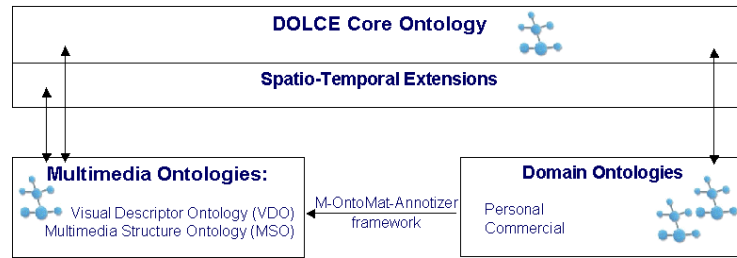 DOLCE Core Ontology
Spatio-Temporal Extensions
Multimedia Ontologies:
Visual Descriptor Ontology (VDO)
Multimedia Structure Ontology (MSO)
M-OntoMat-Annotizer
framework
Domain Ontologies
Personal
Commercial